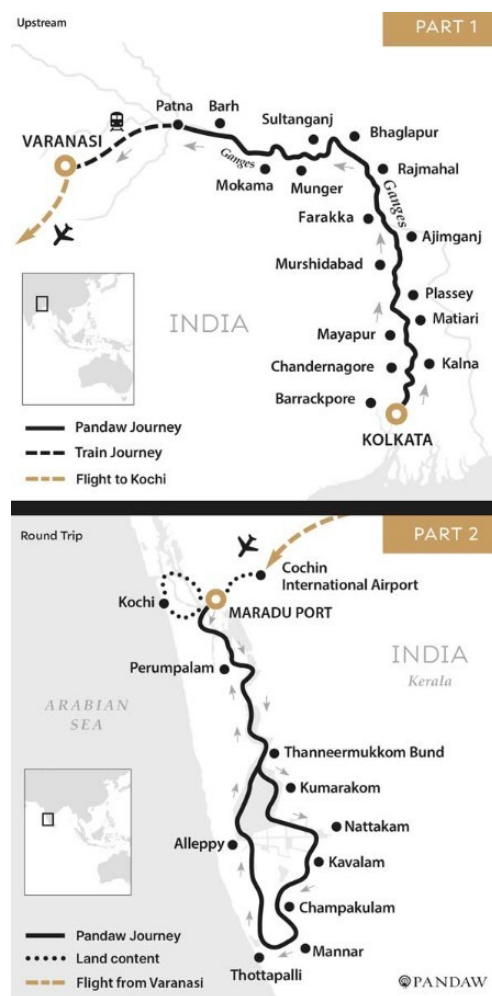 Upstream
PART 1
Patna
Barh
Sultanganj
Bhaglapur
VARANASI
Ganges
Mokama
Munger
Rajmahal
Ganges
Farakka
Ajimganj
Murshidabad
Plassey
INDIA
Matiari
Mayapur
Chandernagore
Kalna
Barrackpore
KOLKATA
Pandaw Journey
Train Journey
Flight to Kochi
Round Trip
PART 2
Cochin
International Airport
Kochi
MARADU PORT
INDIA
Kerala
Perumpalam
ARABIAN
SEA
Thanneermukkom Bund
Kumarakom
Nattakam
Alleppy
Kavalam
Champakulam
Mannar
Thottapalli
Pandaw Journey
Land content
Flight from Varanasi
PANDAW